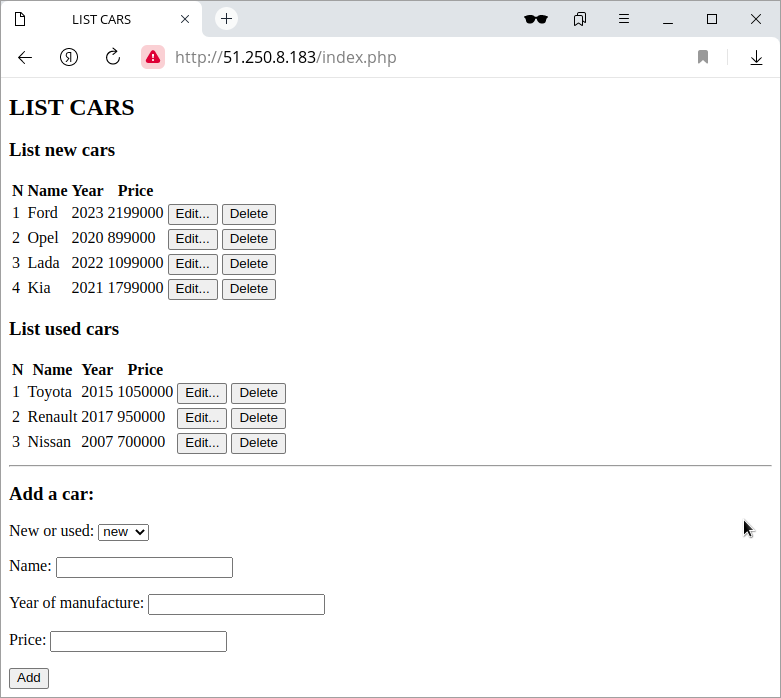 LIST CARS
http://51.250.8.183/index.php
LIST CARS
List new cars
N Name Year Price
1 Ford 2023 2199000 Edit... Delete
2 Opel 2020 899000 Edit... Delete
3 Lada 2022 1099000 Edit... Delete
4 Kia 2021 1799000 Edit... Delete
List used cars
N Name Year Price
1 Toyota 2015 1050000 Edit... Delete
2 Renault 2017 950000 Edit... Delete
3 Nissan 2007 700000 Edit... Delete
Add a car:
New or used: new
Name:
Year of manufacture:
Price:
Add